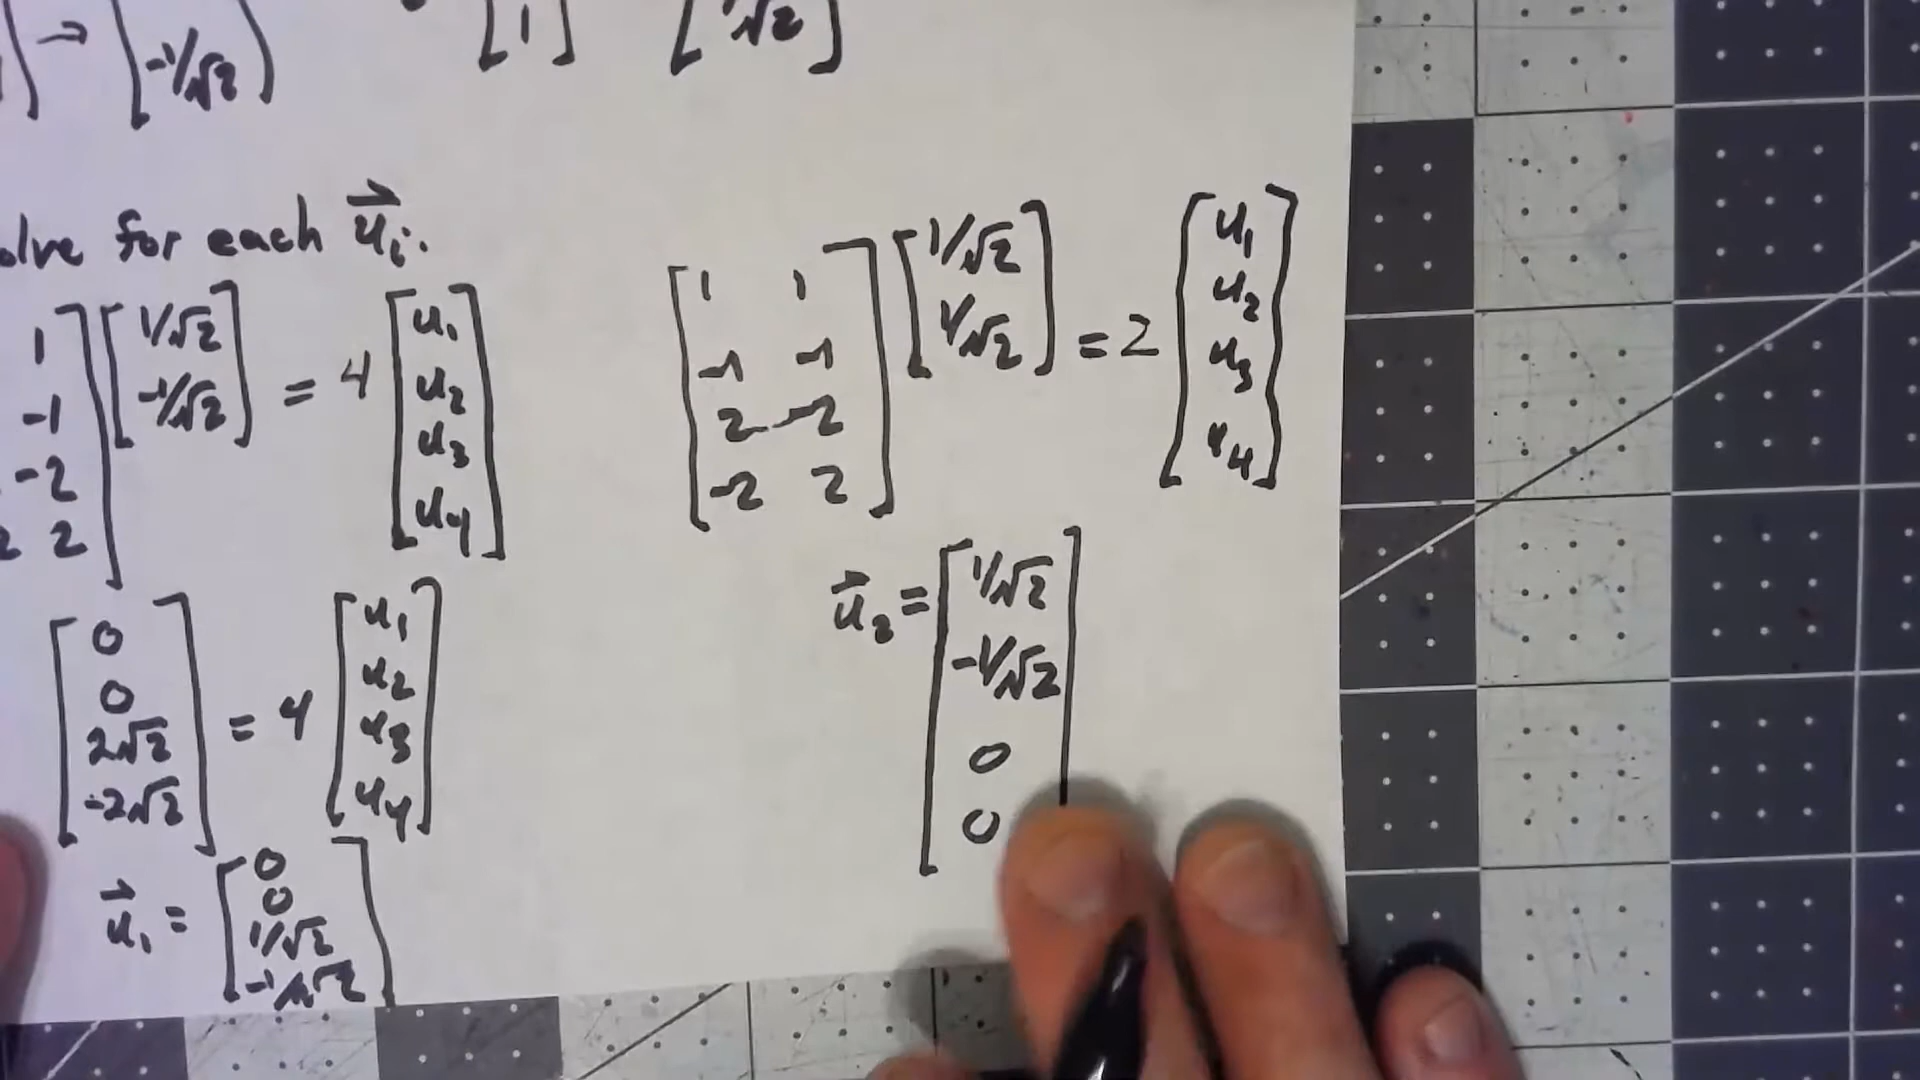 → [ -1/√2 ] [ 1 ] [ √2 ]
olve for each u⃗ᵢ:
[ 1 ; -1 ; -2 ; 2 2 ] [ 1/√2 ; -1/√2 ] = 4 [ u₁ ; u₂ ; u₃ ; u₄ ]
[ 0 ; 0 ; 2√2 ; -2√2 ] = 4 [ u₁ ; u₂ ; u₃ ; u₄ ]
u⃗₁ = [ 0 ; 0 ; 1/√2 ; -1/√2 ]
[ 1 1 ; -1 -1 ; 2 -2 ; -2 2 ] [ 1/√2 ; 1/√2 ] = 2 [ u₁ ; u₂ ; u₃ ; u₄ ]
u⃗₂ = [ 1/√2 ; -1/√2 ; 0 ; 0